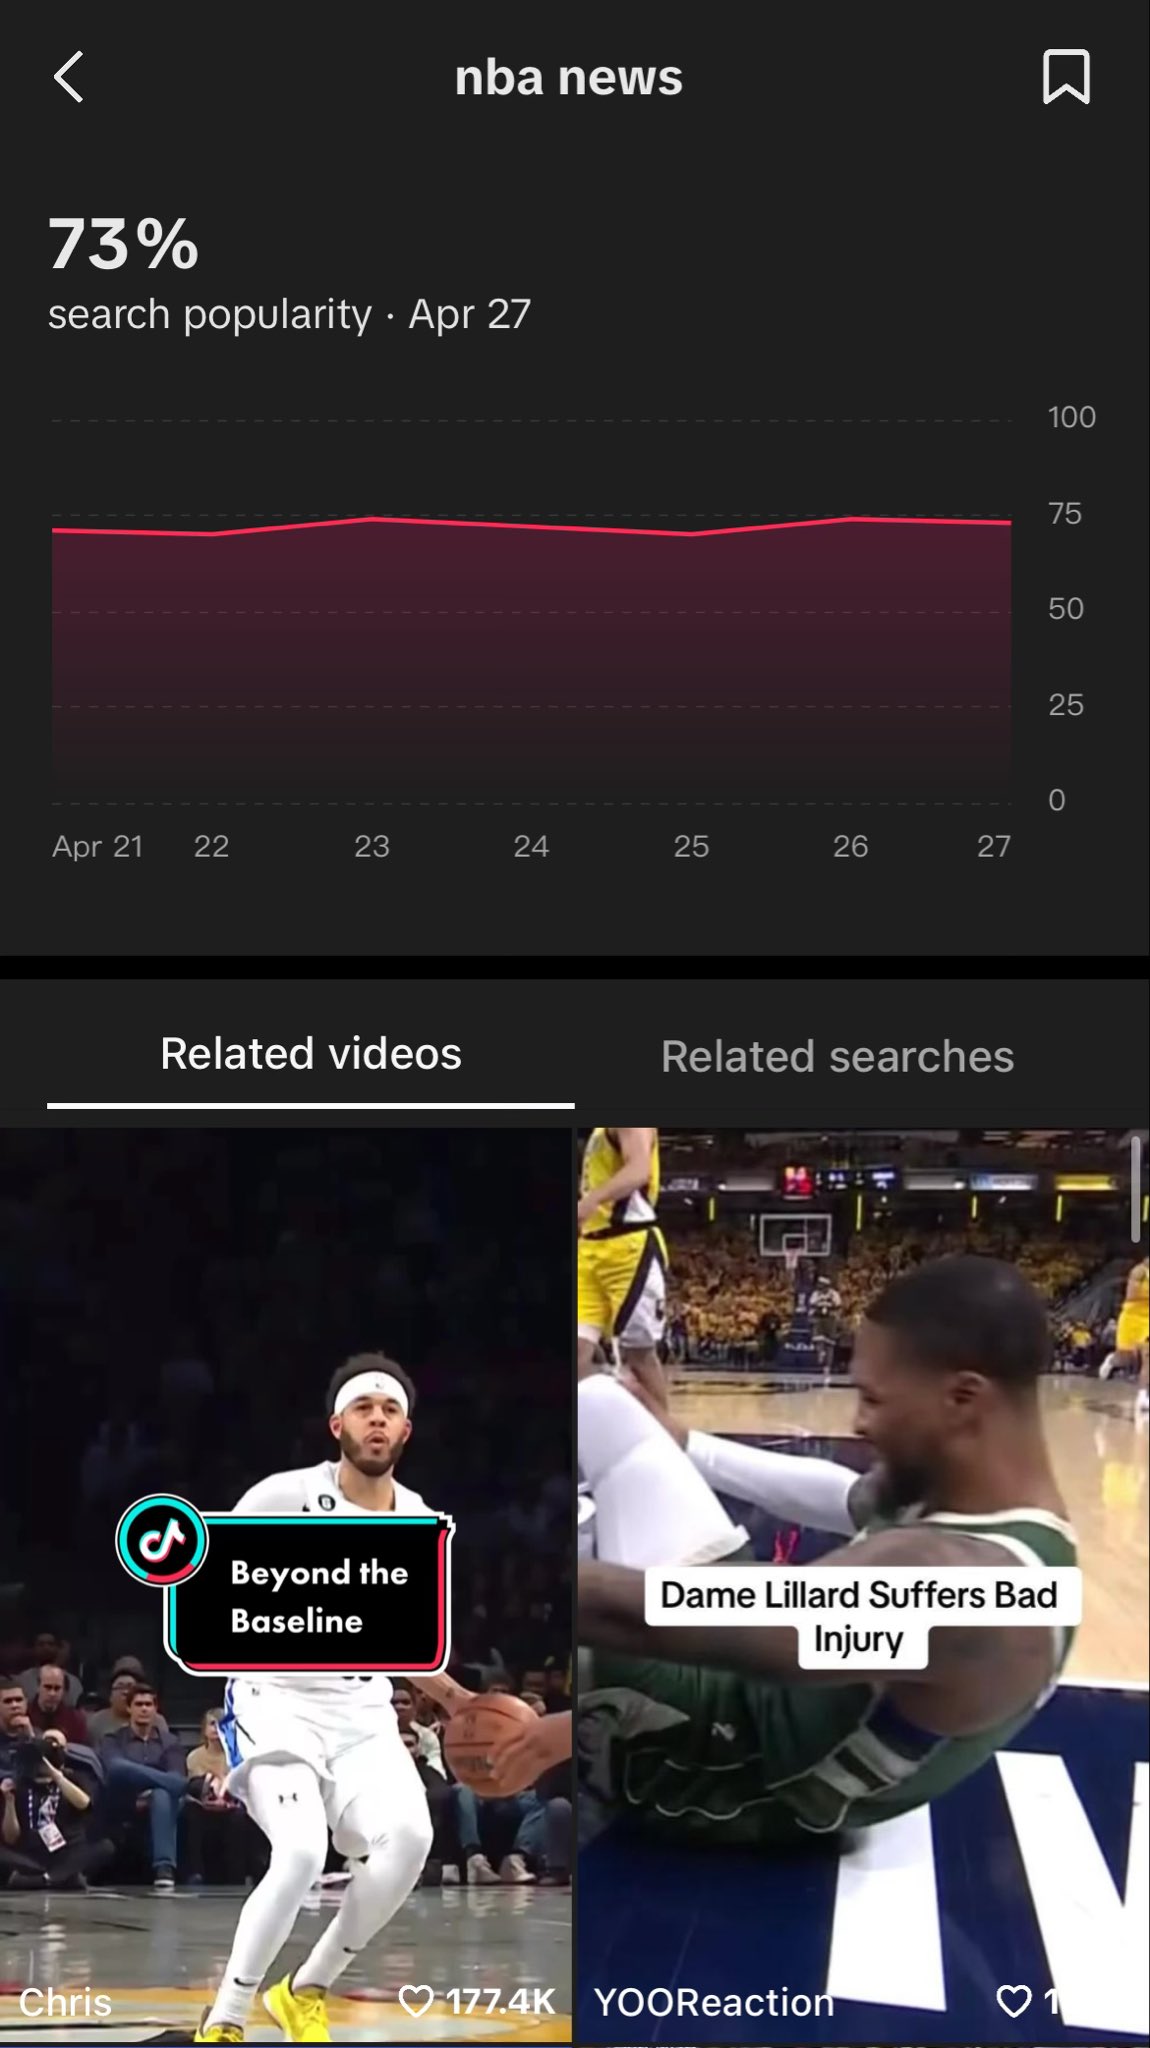 nba news
73%
search popularity · Apr 27
100
75
50
25
0
Apr 21 22 23 24 25 26 27
Related videos Related searches
Beyond the
Baseline
Dame Lillard Suffers Bad
Injury
Chris 177.4K
YOOReaction 1